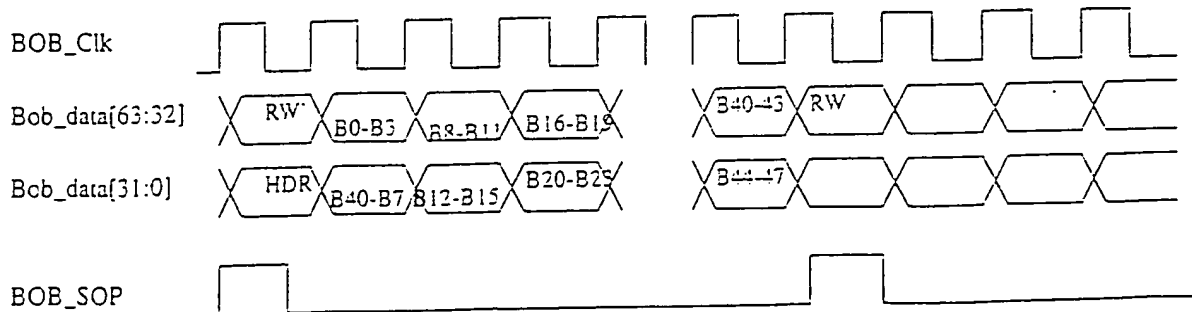 BOB_Clk
Bob_data[63:32] RW B0-B3 B8-B11 B16-B19 B40-43 RW
Bob_data[31:0] HDR B40-B7 B12-B15 B20-B23 B44-47
BOB_SOP